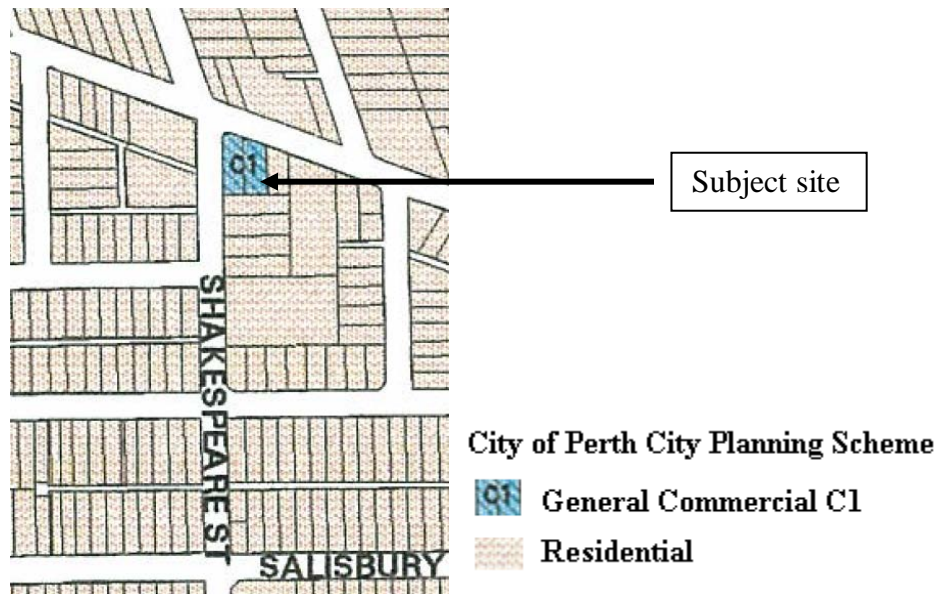 C1
Subject site
SHAKESPEARE ST
SALISBURY
City of Perth City Planning Scheme
C1 General Commercial C1
Residential